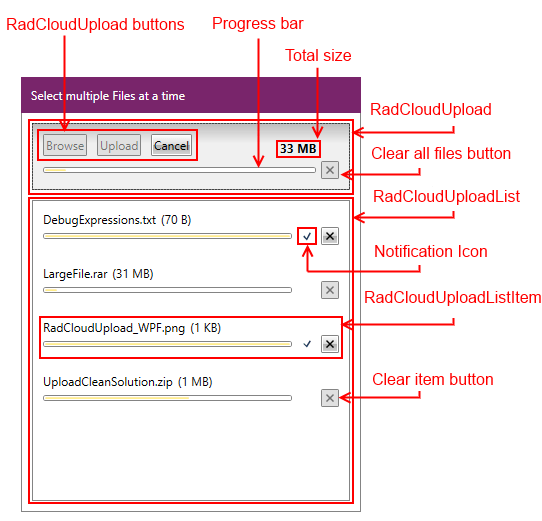 RadCloudUpload buttons
Progress bar
Total size
Select multiple Files at a time
RadCloudUpload
Browse Upload Cancel 33 MB
Clear all files button
RadCloudUploadList
DebugExpressions.txt (70 B)
Notification Icon
LargeFile.rar (31 MB)
RadCloudUploadListItem
RadCloudUpload_WPF.png (1 KB)
UploadCleanSolution.zip (1 MB)
Clear item button